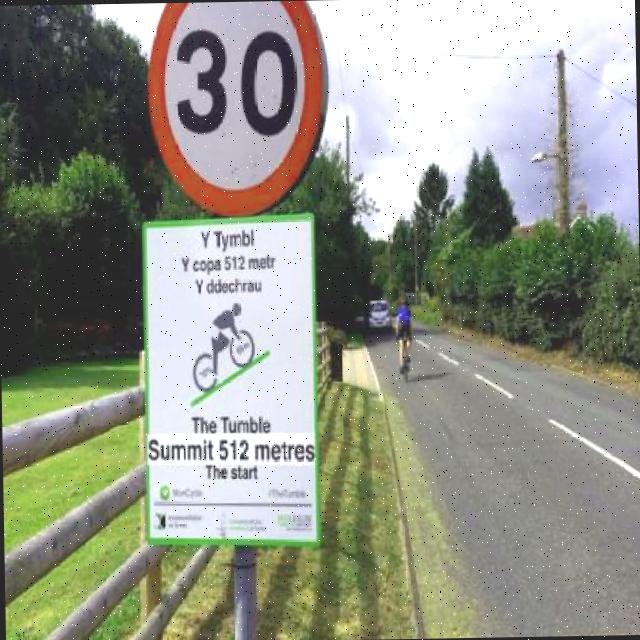 30
Y Tymbl
Y copa 512 metr
Y ddechrau
The Tumble
Summit 512 metres
The start